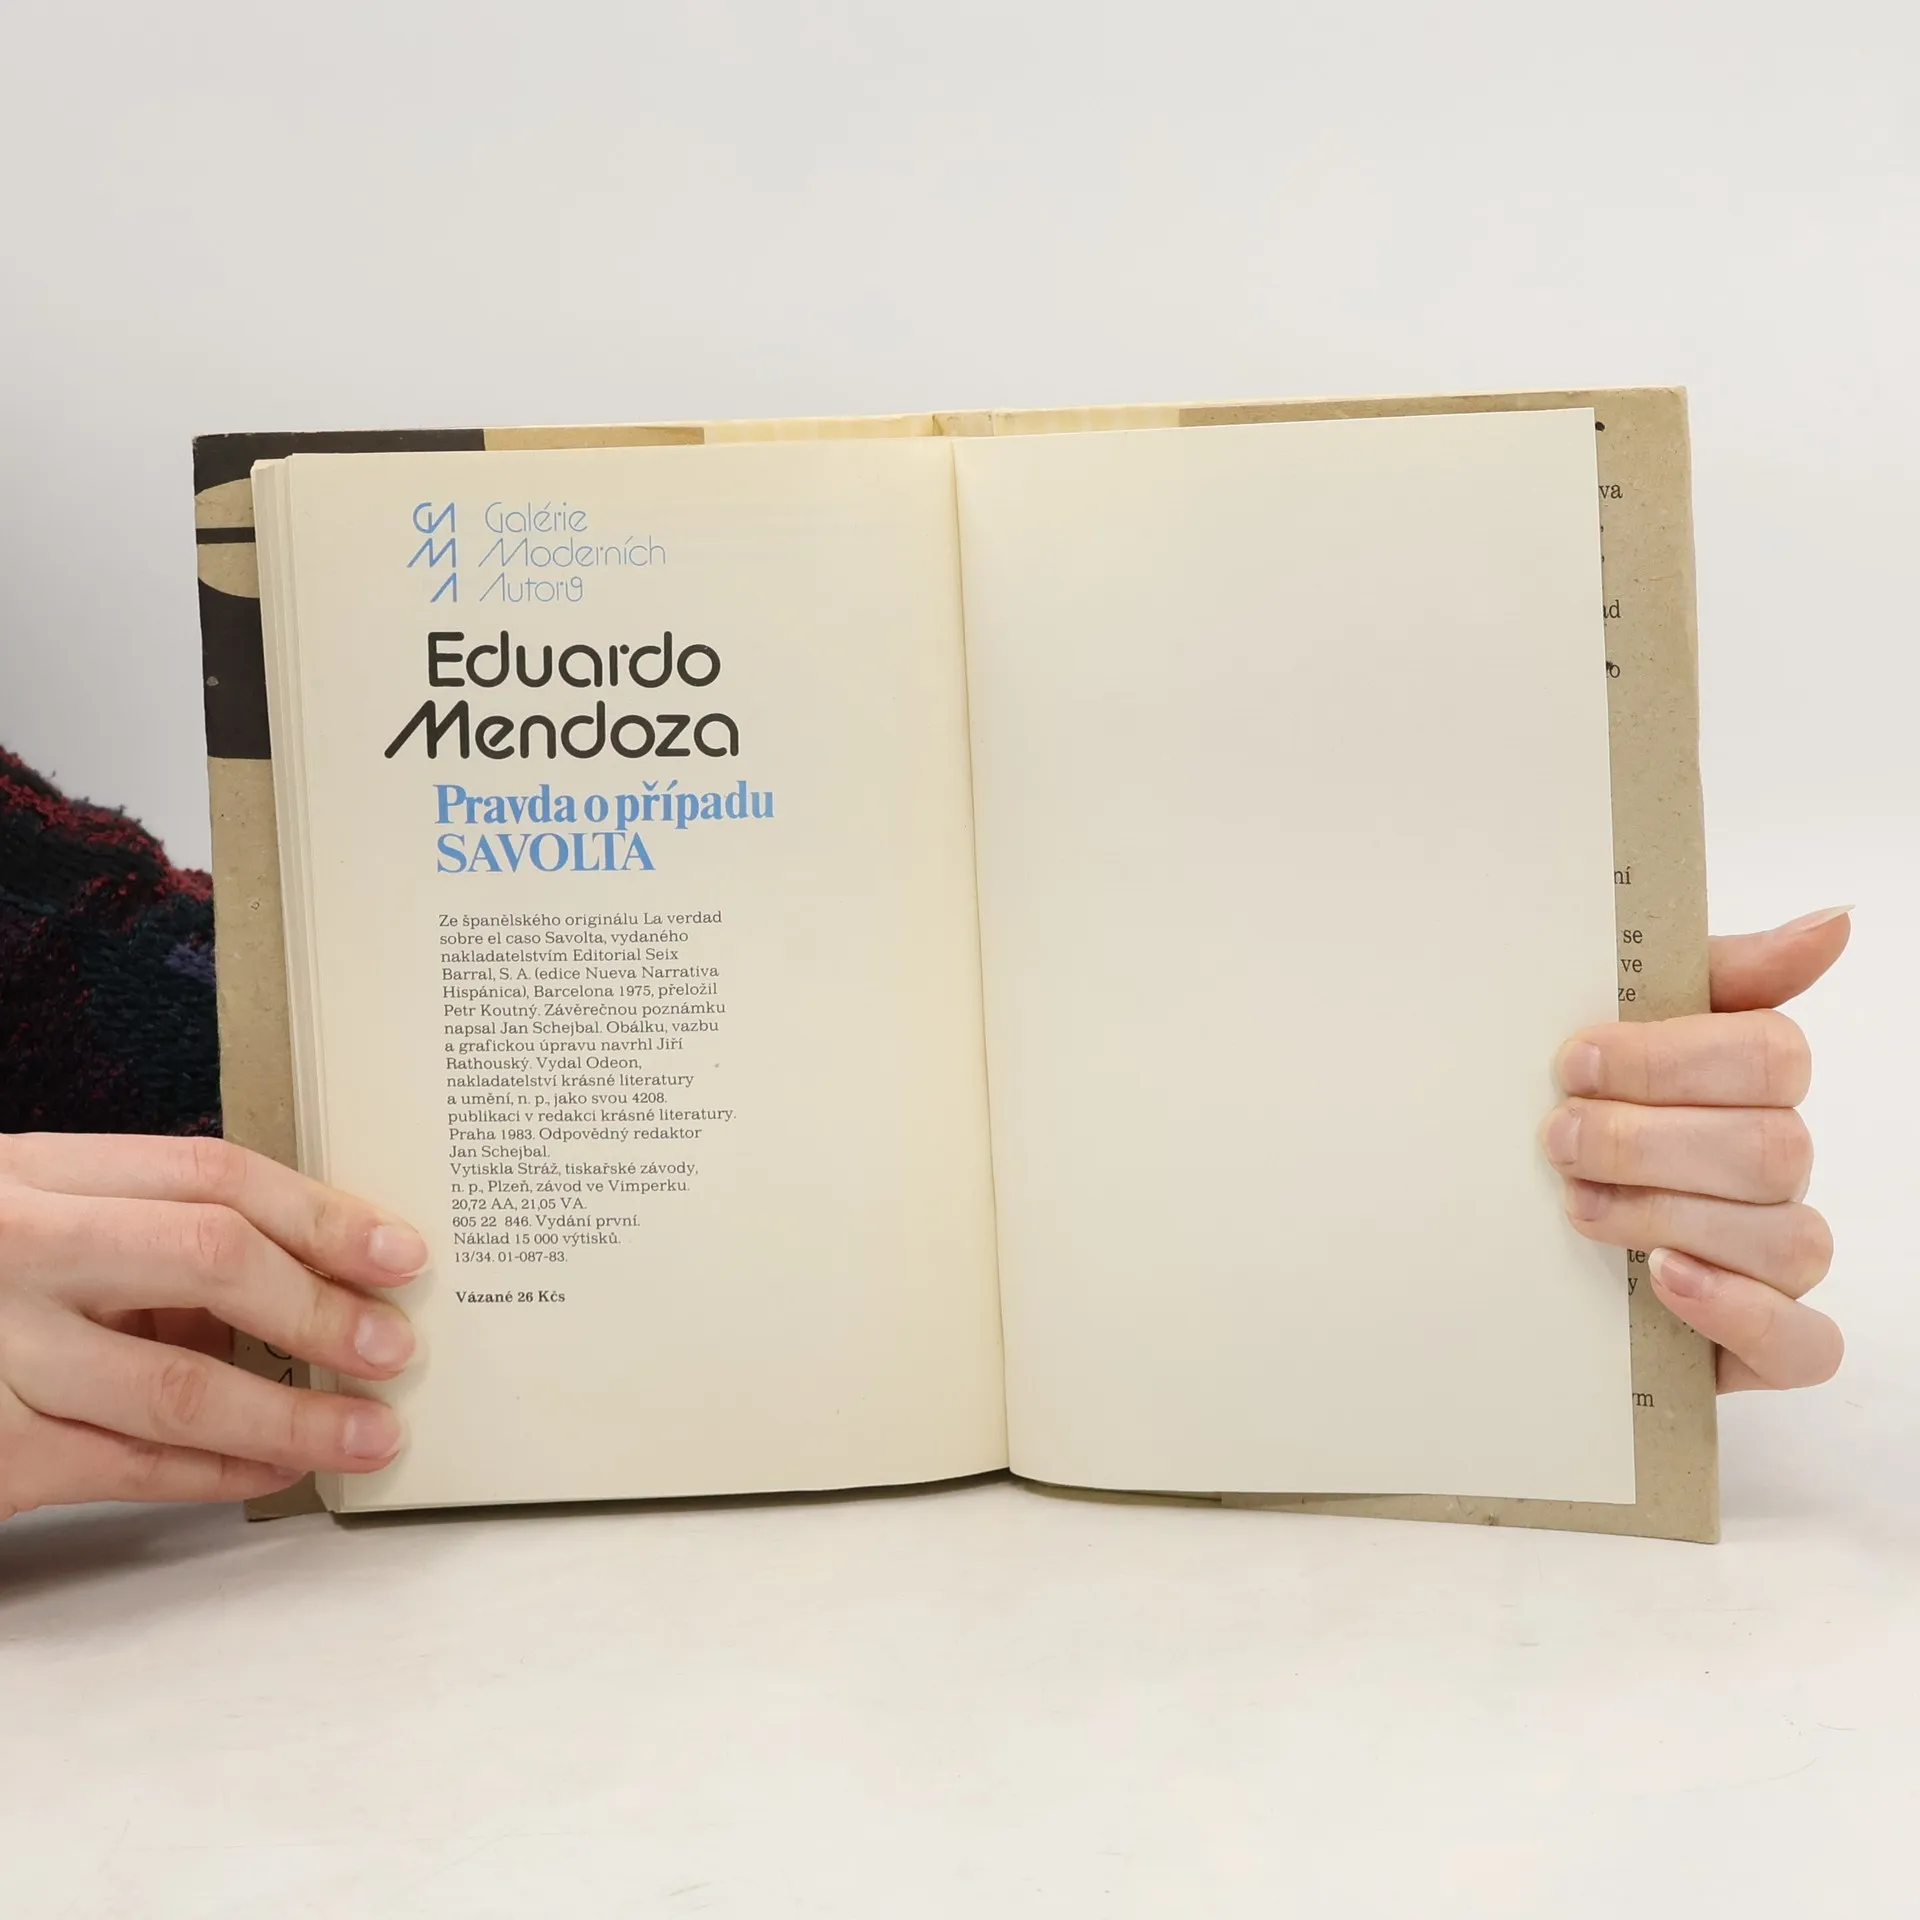 GM Galérie
M Moderních
A Autorů
Eduardo
Mendoza
Pravda o případu
SAVOLTA
Ze španělského originálu La verdad
sobre el caso Savolta, vydaného
nakladatelstvím Editorial Seix
Barral, S. A. (edice Nueva Narrativa
Hispánica), Barcelona 1975, přeložil
Petr Koutný. Závěrečnou poznámku
napsal Jan Schejbal. Obálku, vazbu
a grafickou úpravu navrhl Jiří
Rathouský. Vydal Odeon,
nakladatelství krásné literatury
a umění, n. p., jako svou 4208.
publikaci v redakci krásné literatury.
Praha 1983. Odpovědný redaktor
Jan Schejbal.
Vytiskla Stráž, tiskařské závody,
n. p., Plzeň, závod ve Vimperku.
20,72 AA, 21,05 VA.
605 22 846. Vydání první.
Náklad 15 000 výtisků.
13/34. 01-087-83.
Vázané 26 Kčs
se
ve